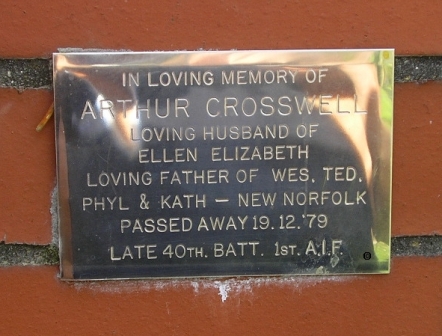 IN LOVING MEMORY OF
ARTHUR CROSSWELL
LOVING HUSBAND OF
ELLEN ELIZABETH
LOVING FATHER OF WES. TED.
PHYL & KATH – NEW NORFOLK
PASSED AWAY 19.12.'79
LATE 40TH. BATT. 1ST. A.I.F.